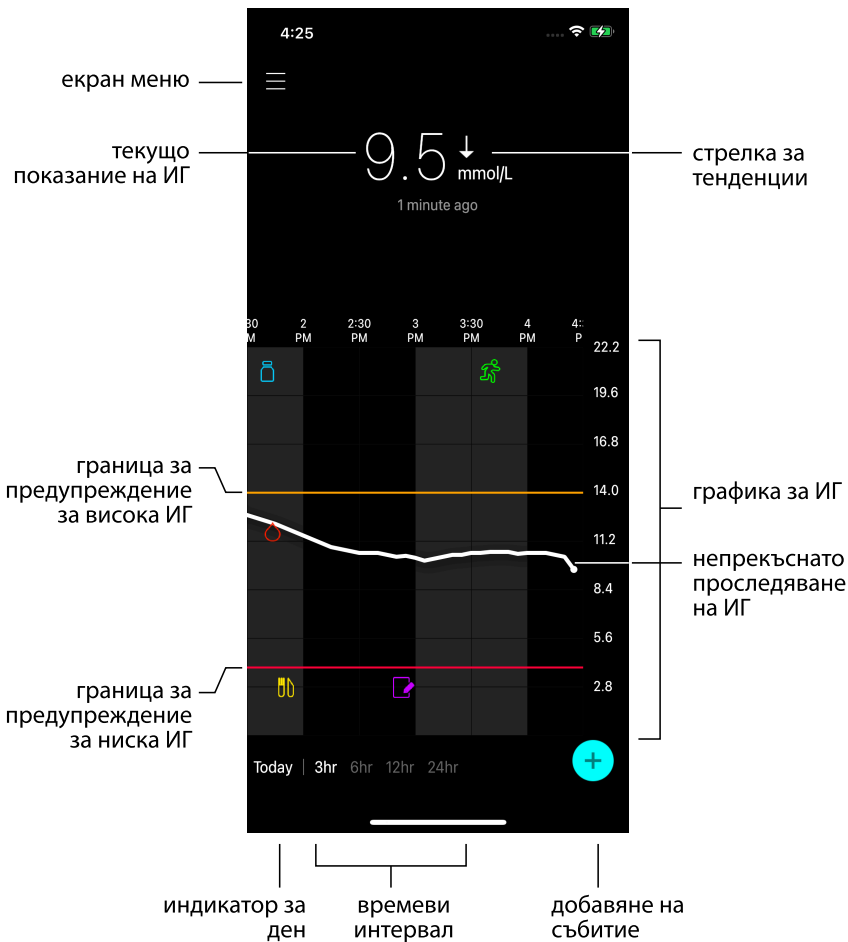 4:25
екран меню
текущо
показание на ИГ
9.5
mmol/L
1 minute ago
стрелка за
тенденции
30 2 2:30 3 3:30 4 4:
M PM PM PM PM PM P
22.2
19.6
16.8
14.0
11.2
8.4
5.6
2.8
граница за
предупреждение
за висока ИГ
графика за ИГ
непрекъснато
проследяване
на ИГ
граница за
предупреждение
за ниска ИГ
Today 3hr 6hr 12hr 24hr
индикатор за
ден
времеви
интервал
добавяне на
събитие